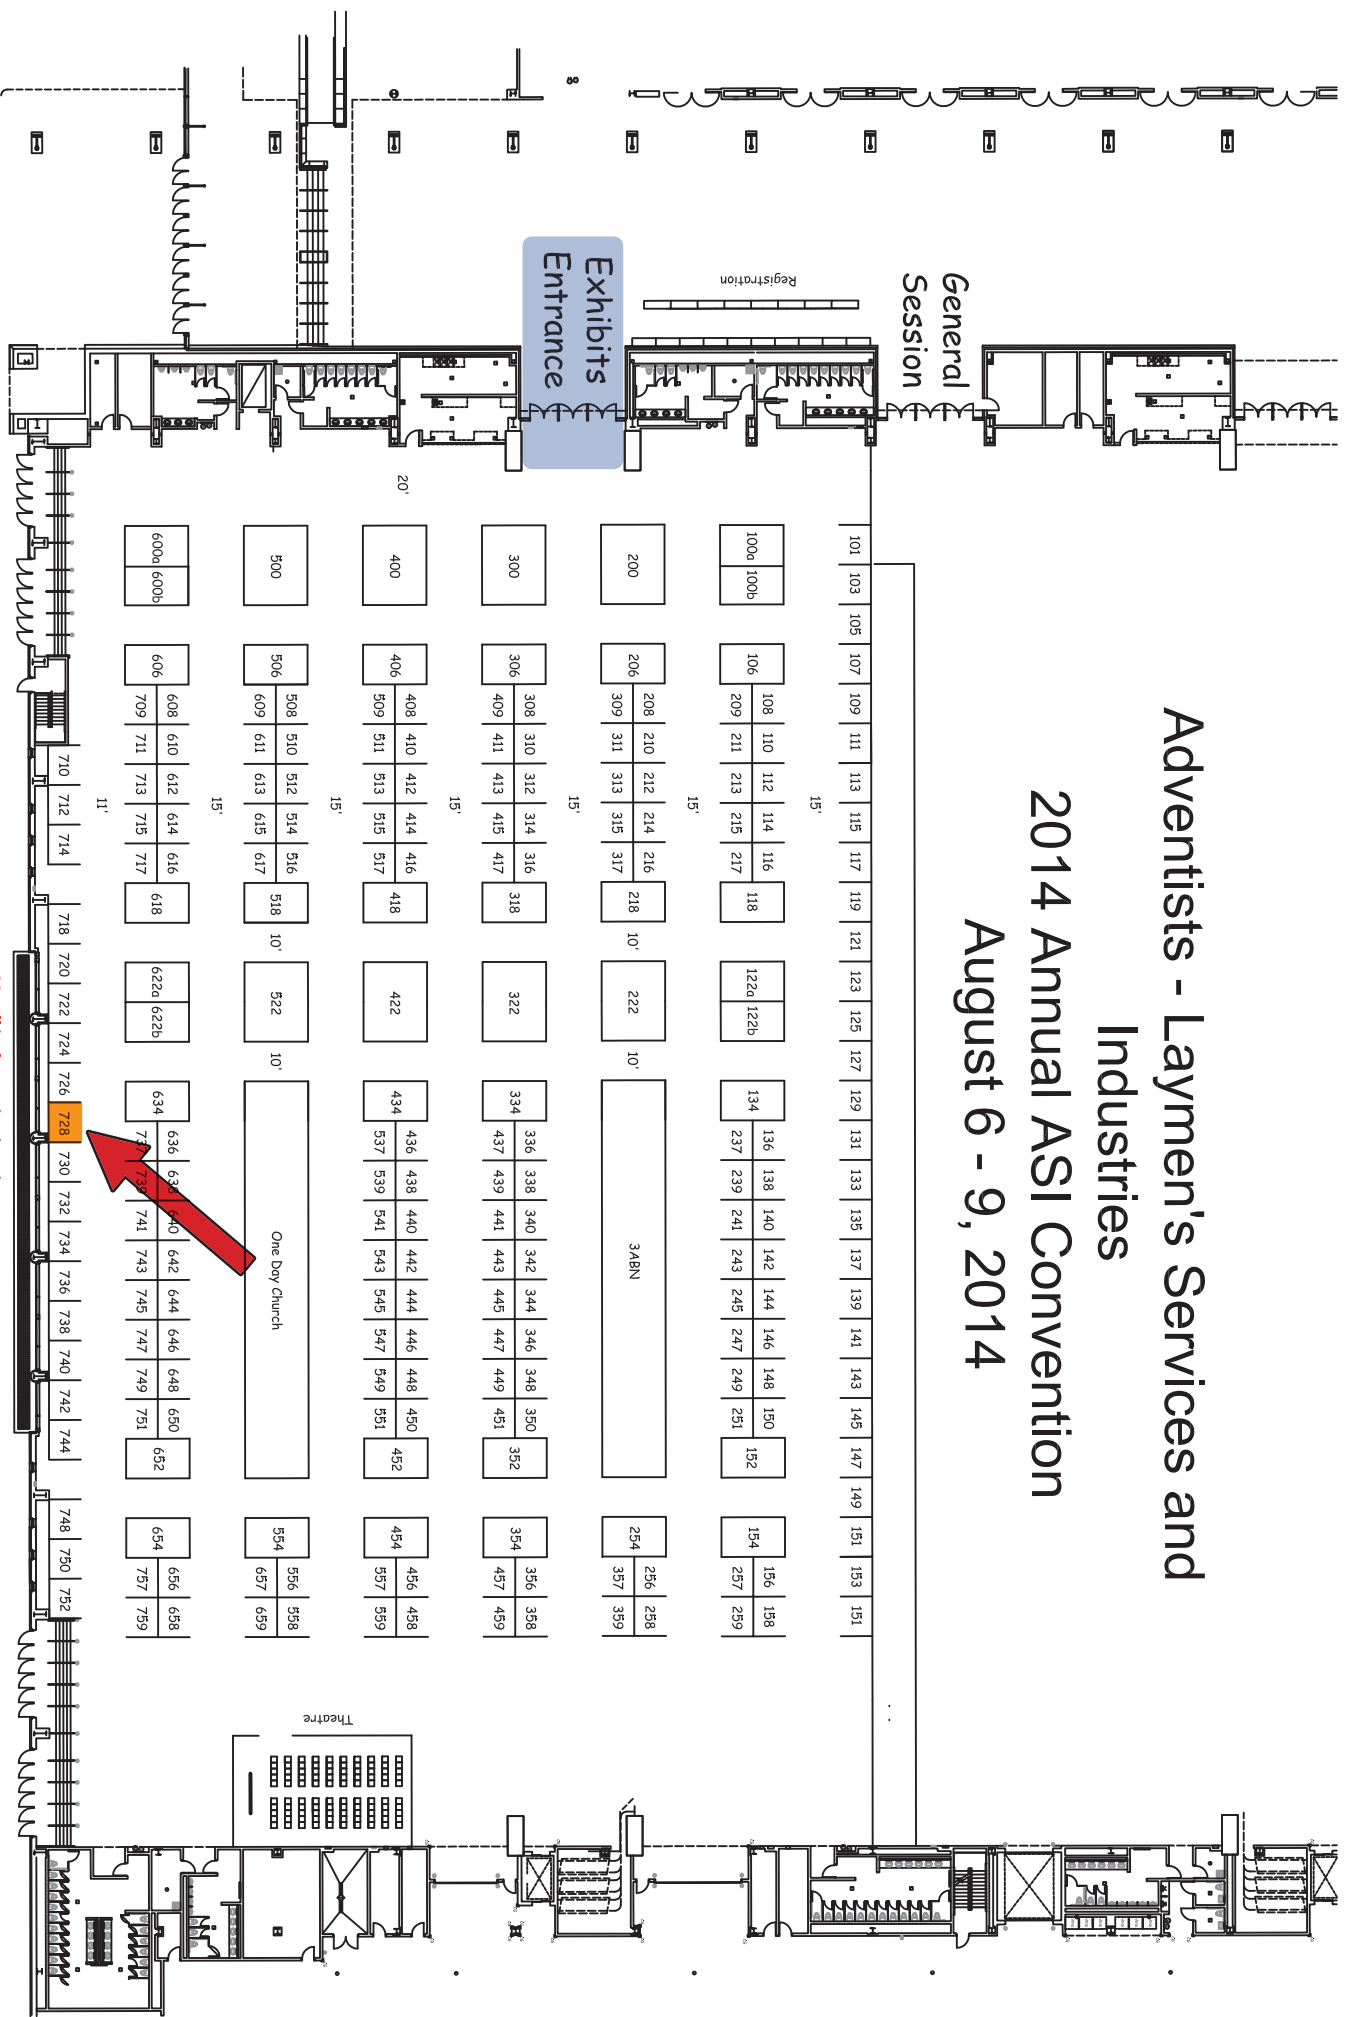 Adventists - Laymen's Services and
Industries
2014 Annual ASI Convention
August 6 - 9, 2014
General
Session
Registration
Exhibits
Entrance
101 103 105 107 109 111 113 115 117 119 121 123 125 127 129 131 133 135 137 139 141 143 145 147 149 151 153 151
15'
100a 100b 106 118 122a 122b 134 152 154
108 110 112 114 116 136 138 140 142 144 146 148 150 156 158
209 211 213 215 217 237 239 241 243 245 247 249 251 257 259
15'
200 206 218 10' 222 10' 3ABN 254
208 210 212 214 216 256 258
309 311 313 315 317 357 359
15'
300 306 318 322 334 352 354
308 310 312 314 316 336 338 340 342 344 346 348 350 356 358
409 411 413 415 417 437 439 441 443 445 447 449 451 457 459
15'
20'
400 406 418 422 434 452 454
408 410 412 414 416 436 438 440 442 444 446 448 450 456 458
509 511 513 515 517 537 539 541 543 545 547 549 551 557 559
15'
Theatre
500 506 518 10' 522 10' One Day Church 554
508 510 512 514 516 556 558
609 611 613 615 617 657 659
15'
600a 600b 606 618 622a 622b 634 652 654
608 610 612 614 616 636 638 640 642 644 646 648 650 656 658
709 711 713 715 717 737 739 741 743 745 747 749 751 757 759
11'
710 712 714 718 720 722 724 726 728 730 732 734 736 738 740 742 744 748 750 752